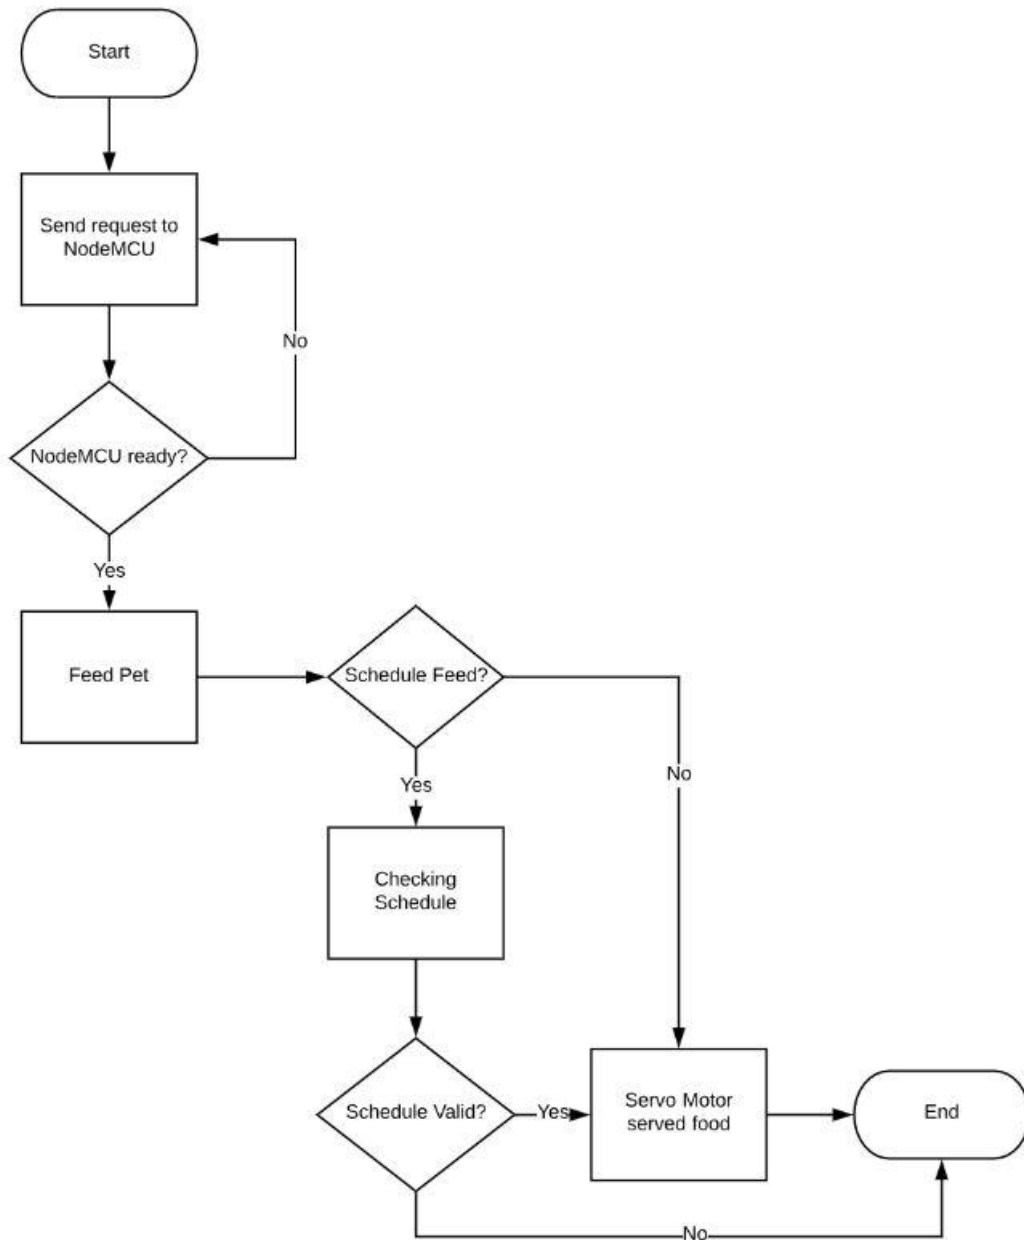 Start
Send request to
NodeMCU
No
NodeMCU ready?
Yes
Feed Pet
Schedule Feed?
No
Yes
Checking
Schedule
Schedule Valid?
Yes
Servo Motor
served food
End
No